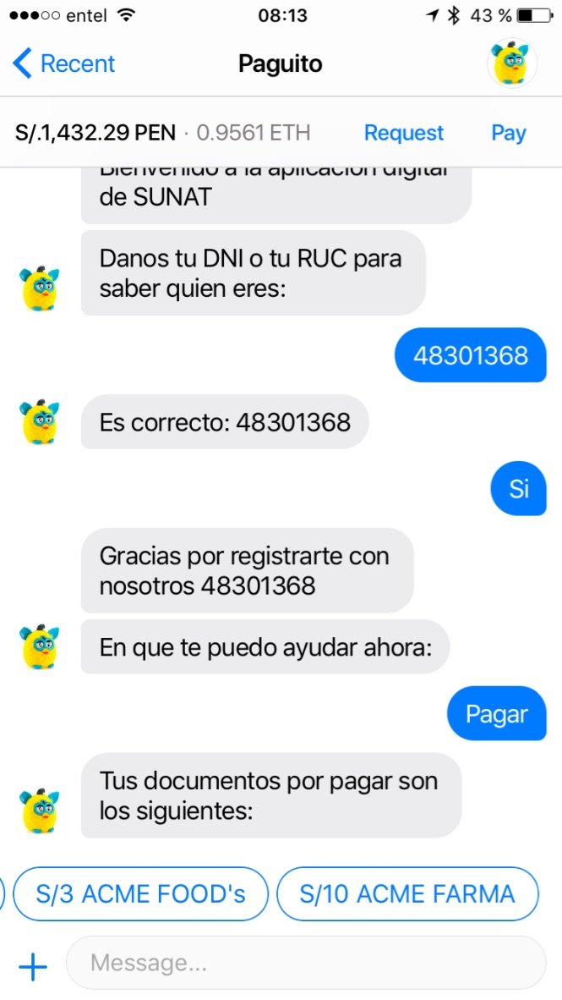 entel 08:13 43 %
Recent Paguito
S/.1,432.29 PEN · 0.9561 ETH Request Pay
Bienvenido a la aplicación digital
de SUNAT
Danos tu DNI o tu RUC para
saber quien eres:
48301368
Es correcto: 48301368
Si
Gracias por registrarte con
nosotros 48301368
En que te puedo ayudar ahora:
Pagar
Tus documentos por pagar son
los siguientes:
S/3 ACME FOOD's S/10 ACME FARMA
Message...